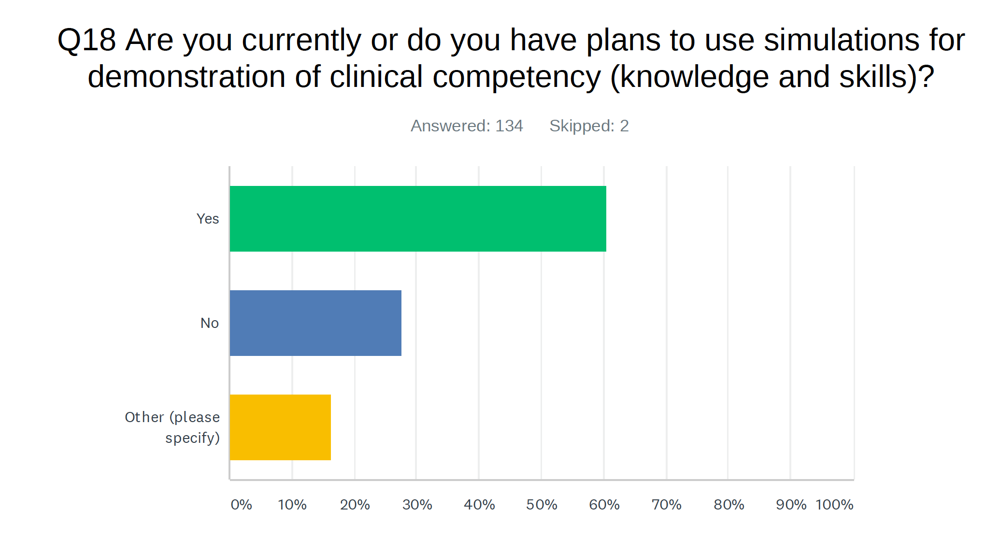 Q18 Are you currently or do you have plans to use simulations for
demonstration of clinical competency (knowledge and skills)?
Answered: 134 Skipped: 2
Yes
No
Other (please
specify)
0% 10% 20% 30% 40% 50% 60% 70% 80% 90% 100%